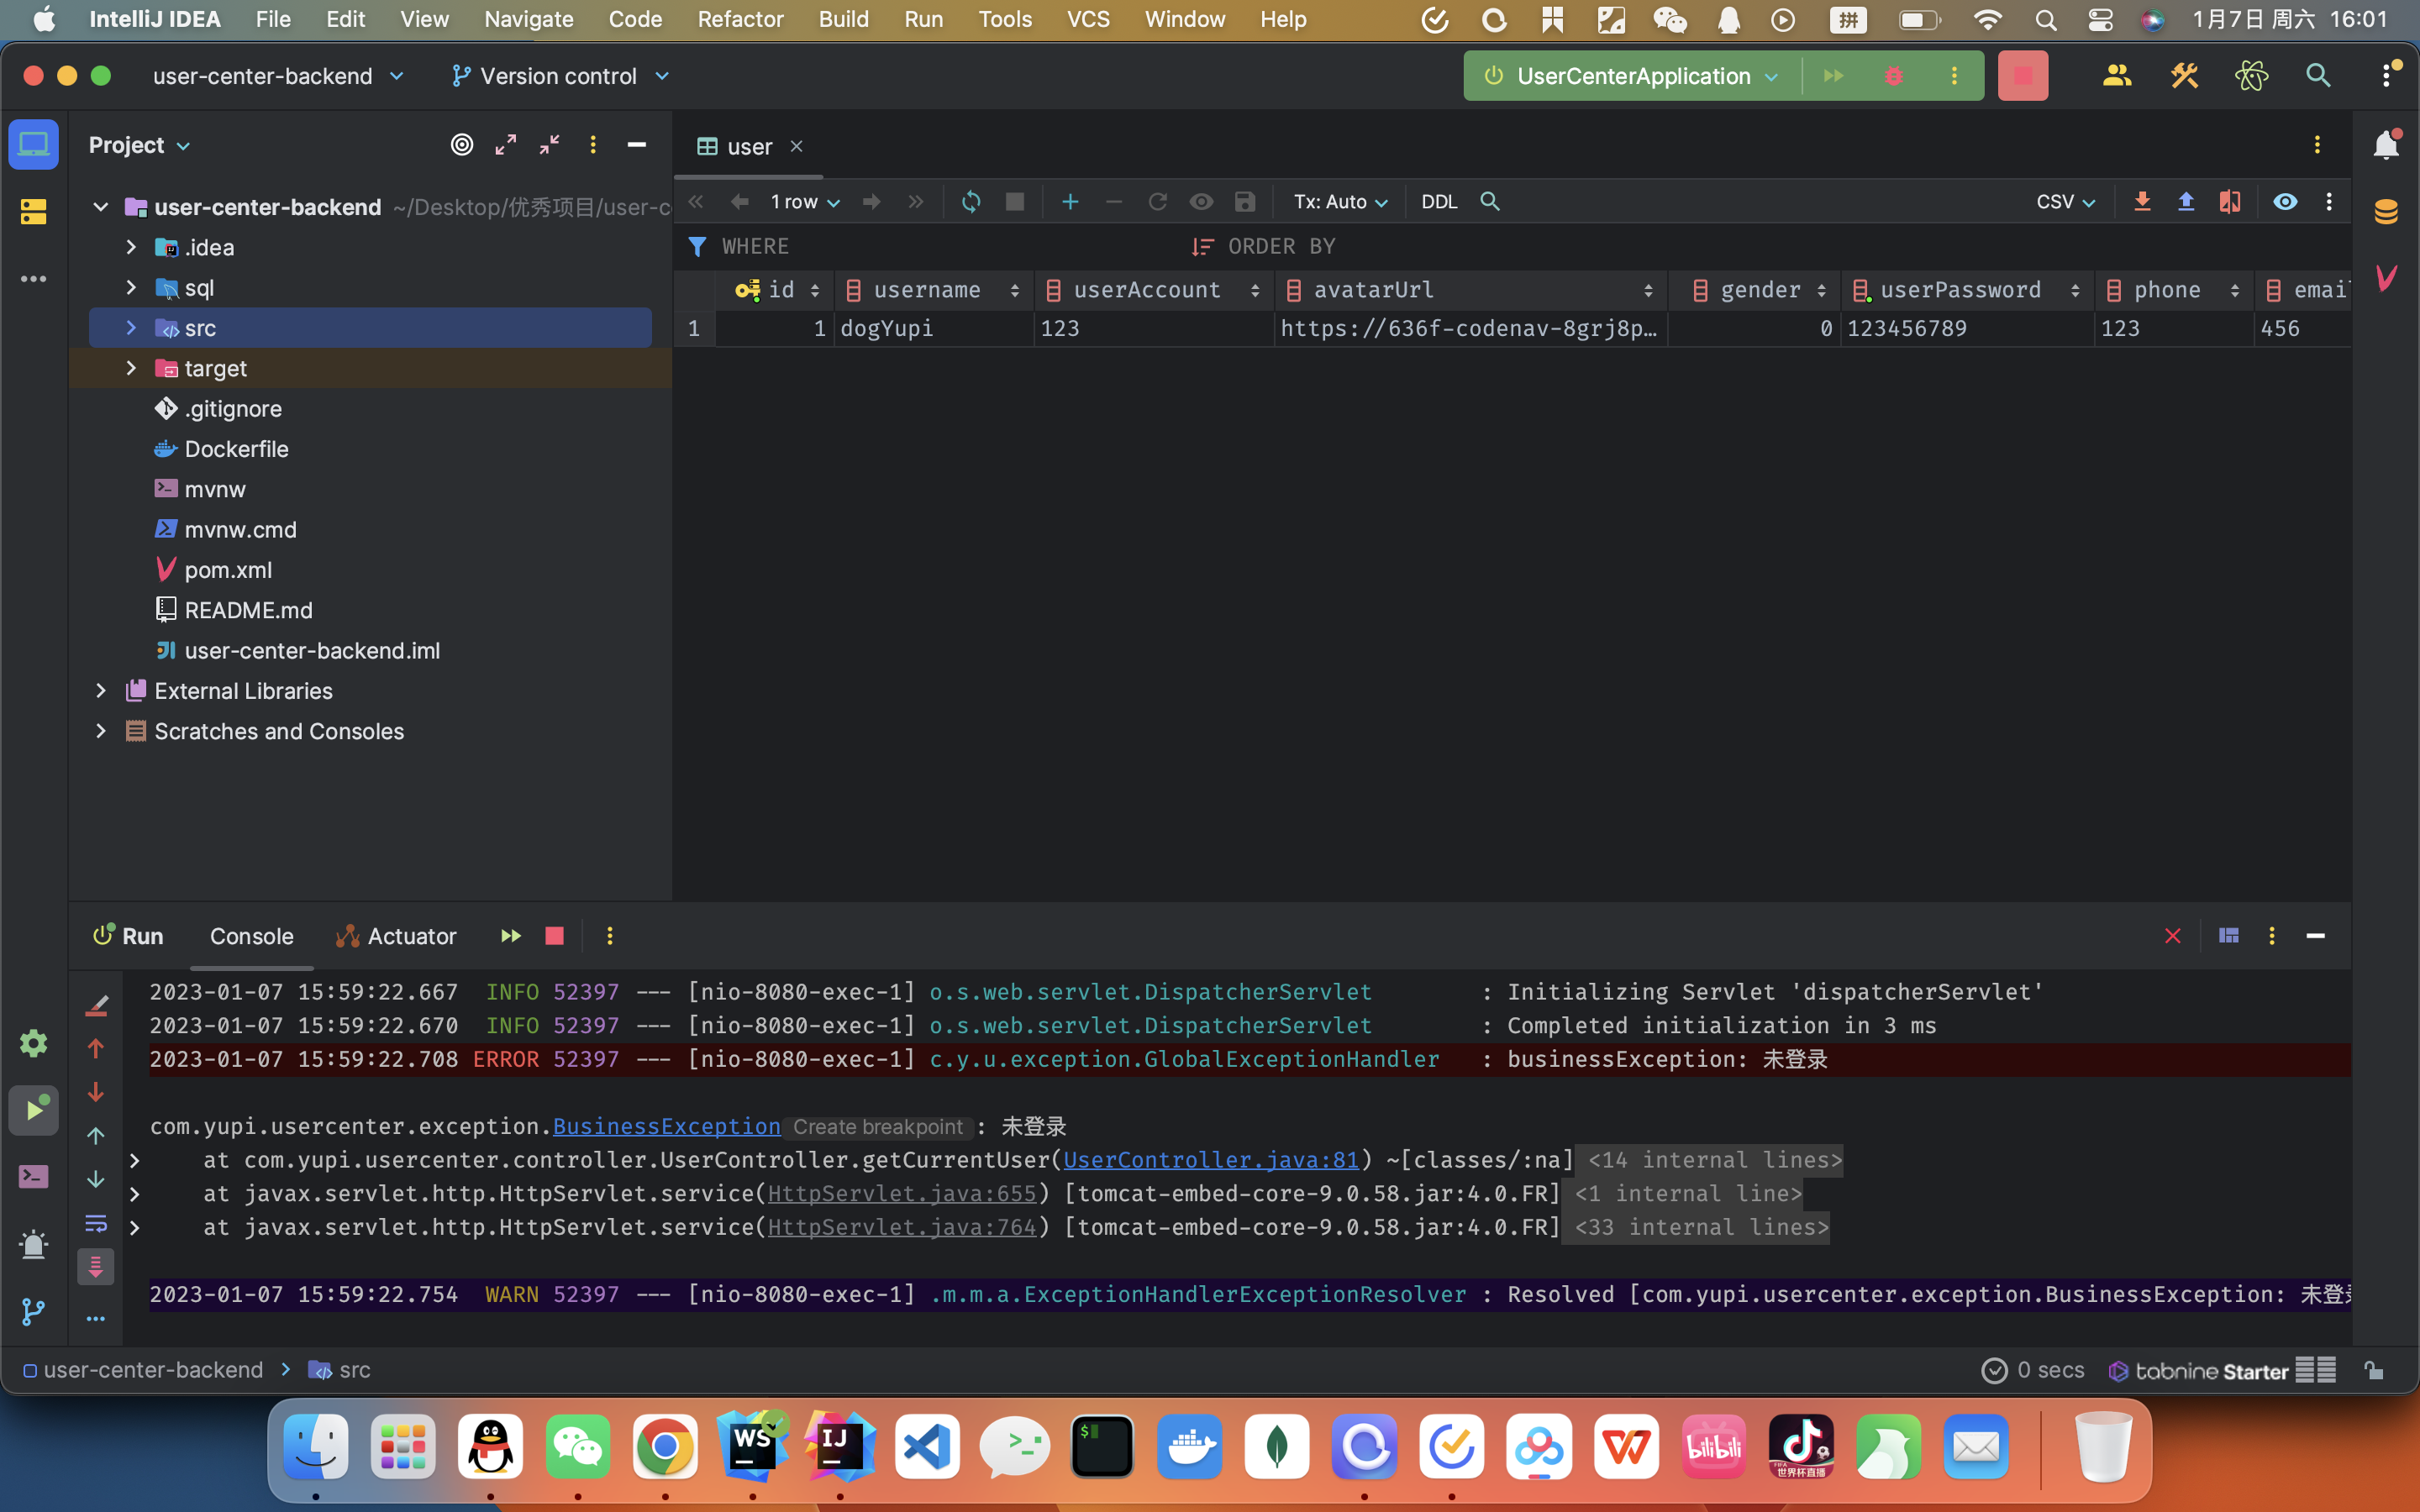 IntelliJ IDEA File Edit View Navigate Code Refactor Build Run Tools VCS Window Help 拼 1月7日 周六 16:01
user-center-backend Version control UserCenterApplication
Project
user
user-center-backend ~/Desktop/优秀项目/user-c
1 row Tx: Auto DDL CSV
.idea
WHERE ORDER BY
sql
id username userAccount avatarUrl gender userPassword phone email
src
1 1 dogYupi 123 https://636f-codenav-8grj8p… 0 123456789 123 456
target
.gitignore
Dockerfile
mvnw
mvnw.cmd
pom.xml
README.md
user-center-backend.iml
External Libraries
Scratches and Consoles
Run Console Actuator
2023-01-07 15:59:22.667  INFO 52397 --- [nio-8080-exec-1] o.s.web.servlet.DispatcherServlet        : Initializing Servlet 'dispatcherServlet'
2023-01-07 15:59:22.670  INFO 52397 --- [nio-8080-exec-1] o.s.web.servlet.DispatcherServlet        : Completed initialization in 3 ms
2023-01-07 15:59:22.708 ERROR 52397 --- [nio-8080-exec-1] c.y.u.exception.GlobalExceptionHandler   : businessException: 未登录
com.yupi.usercenter.exception.BusinessException Create breakpoint : 未登录
at com.yupi.usercenter.controller.UserController.getCurrentUser(UserController.java:81) ~[classes/:na] <14 internal lines>
at javax.servlet.http.HttpServlet.service(HttpServlet.java:655) [tomcat-embed-core-9.0.58.jar:4.0.FR] <1 internal line>
at javax.servlet.http.HttpServlet.service(HttpServlet.java:764) [tomcat-embed-core-9.0.58.jar:4.0.FR] <33 internal lines>
2023-01-07 15:59:22.754  WARN 52397 --- [nio-8080-exec-1] .m.m.a.ExceptionHandlerExceptionResolver : Resolved [com.yupi.usercenter.exception.BusinessException: 未登录
user-center-backend src 0 secs tabnine Starter
WS IJ $ bilibili 世界杯直播